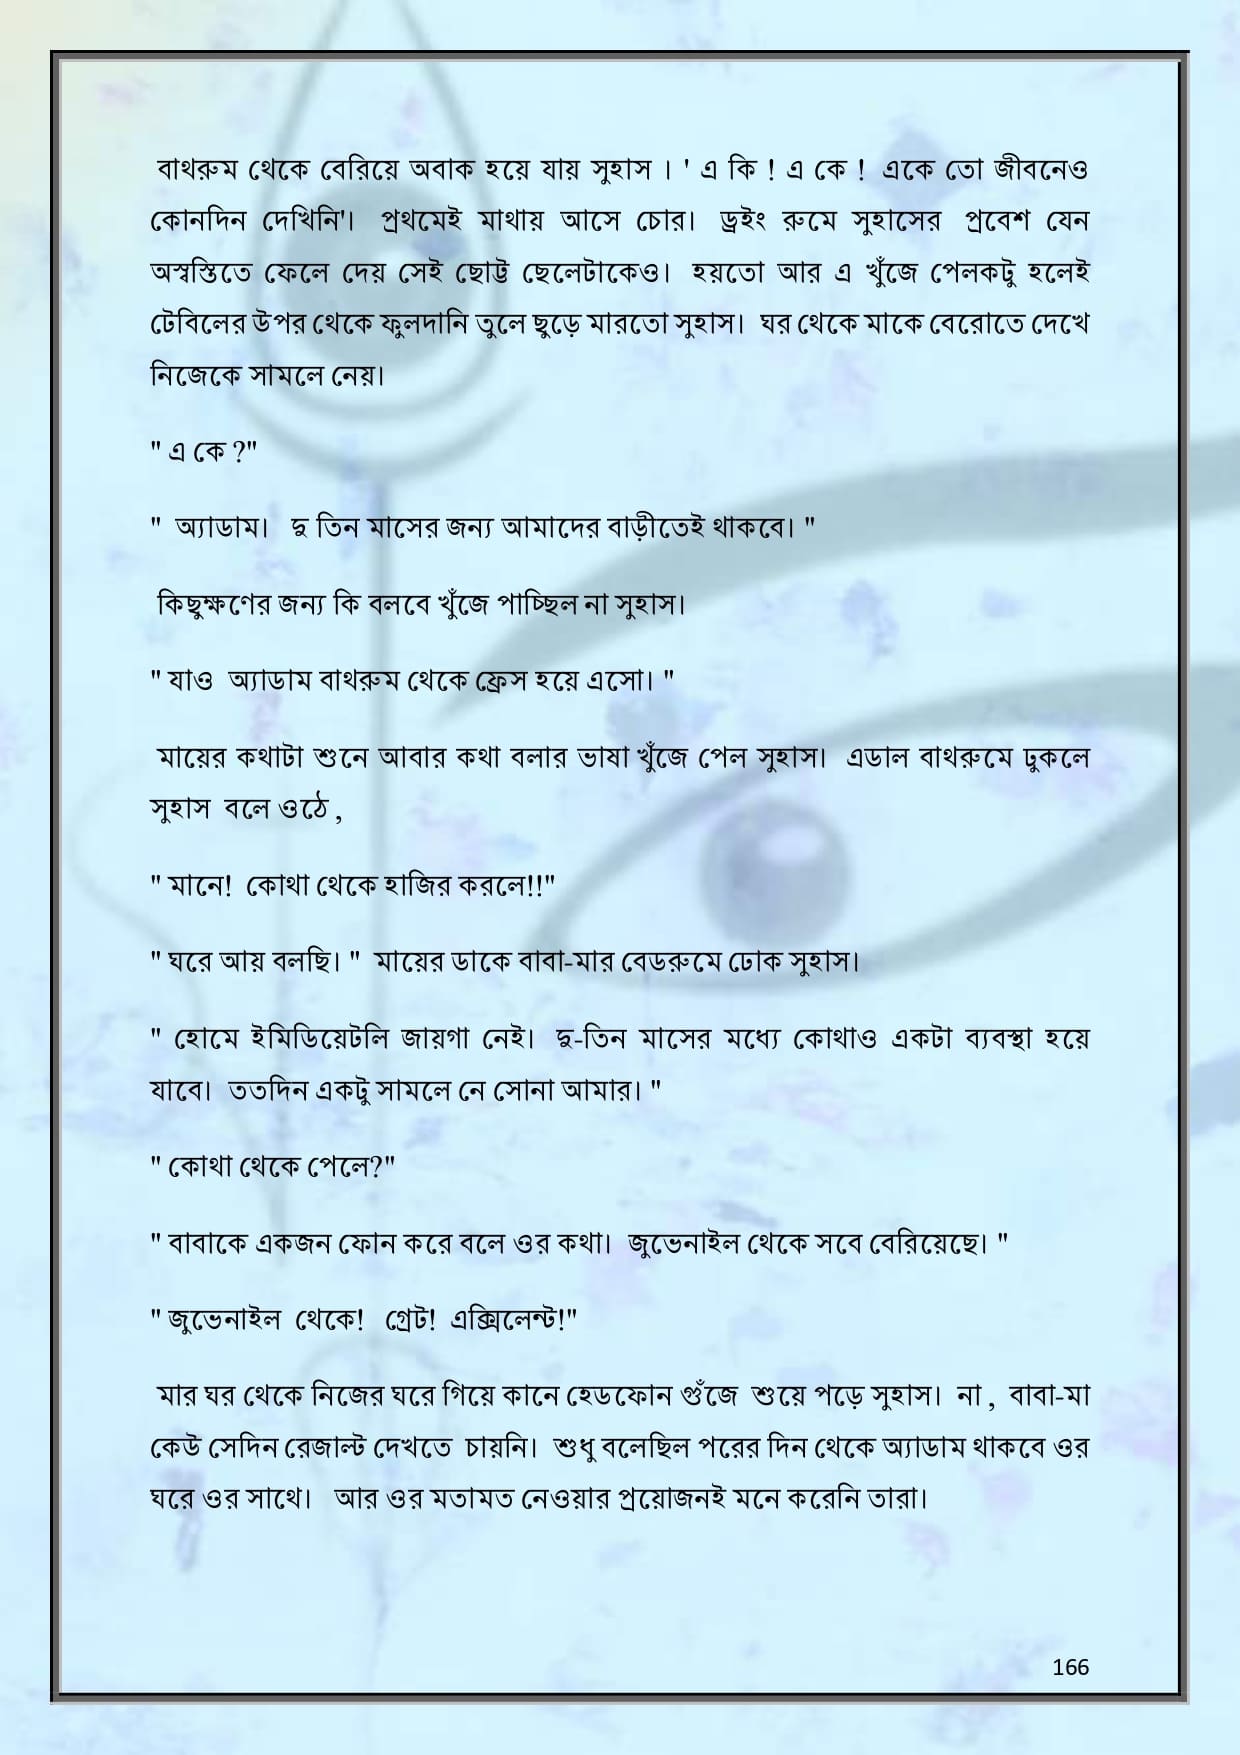 বাথরুম থেকে বেরিয়ে অবাক হয়ে যায় সুহাস । ' এ কি ! এ কে ! একে তো জীবনেও
কোনদিন দেখিনি'। প্রথমেই মাথায় আসে চোর। ড্রইং রুমে সুহাসের প্রবেশ যেন
অস্বস্তিতে ফেলে দেয় সেই ছোট্ট ছেলেটাকেও। হয়তো আর এ খুঁজে পেলকটু হলেই
টেবিলের উপর থেকে ফুলদানি তুলে ছুড়ে মারতো সুহাস। ঘর থেকে মাকে বেরোতে দেখে
নিজেকে সামলে নেয়।
" এ কে ?"
" অ্যাডাম। দু তিন মাসের জন্য আমাদের বাড়ীতেই থাকবে। "
কিছুক্ষণের জন্য কি বলবে খুঁজে পাচ্ছিল না সুহাস।
" যাও অ্যাডাম বাথরুম থেকে ফ্রেস হয়ে এসো। "
মায়ের কথাটা শুনে আবার কথা বলার ভাষা খুঁজে পেল সুহাস। এডাল বাথরুমে ঢুকলে
সুহাস বলে ওঠে ,
" মানে! কোথা থেকে হাজির করলে!!"
" ঘরে আয় বলছি। " মায়ের ডাকে বাবা-মার বেডরুমে ঢোক সুহাস।
" হোমে ইমিডিয়েটলি জায়গা নেই। দু-তিন মাসের মধ্যে কোথাও একটা ব্যবস্থা হয়ে
যাবে। ততদিন একটু সামলে নে সোনা আমার। "
" কোথা থেকে পেলে?"
" বাবাকে একজন ফোন করে বলে ওর কথা। জুভেনাইল থেকে সবে বেরিয়েছে। "
" জুভেনাইল থেকে! গ্রেট! এক্সিলেন্ট!"
মার ঘর থেকে নিজের ঘরে গিয়ে কানে হেডফোন গুঁজে শুয়ে পড়ে সুহাস। না , বাবা-মা
কেউ সেদিন রেজাল্ট দেখতে চায়নি। শুধু বলেছিল পরের দিন থেকে অ্যাডাম থাকবে ওর
ঘরে ওর সাথে। আর ওর মতামত নেওয়ার প্রয়োজনই মনে করেনি তারা।
166